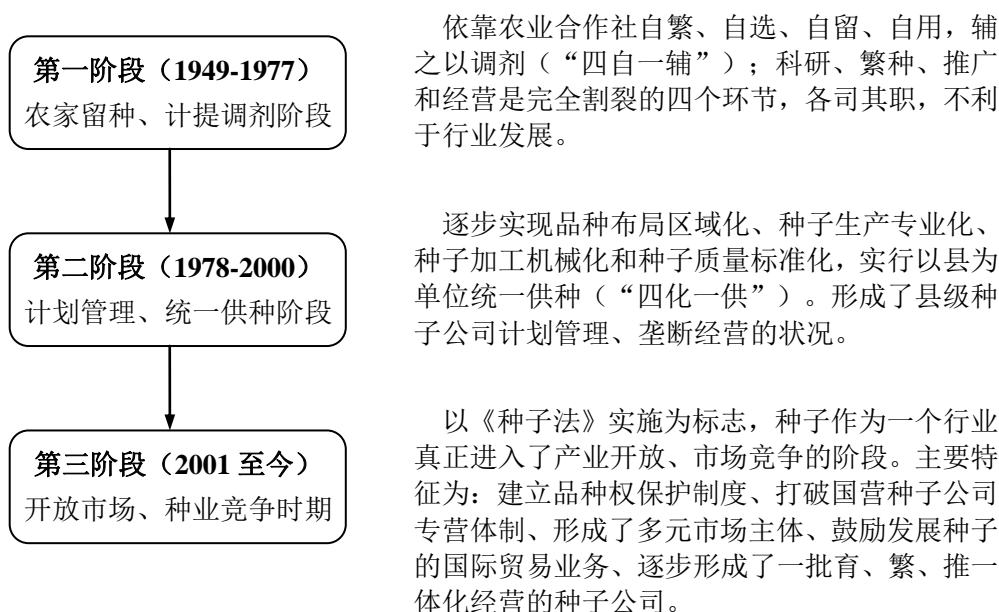 第一阶段（1949-1977）
农家留种、计提调剂阶段
依靠农业合作社自繁、自选、自留、自用，辅
之以调剂（“四自一辅”）；科研、繁种、推广
和经营是完全割裂的四个环节，各司其职，不利
于行业发展。
第二阶段（1978-2000）
计划管理、统一供种阶段
逐步实现品种布局区域化、种子生产专业化、
种子加工机械化和种子质量标准化，实行以县为
单位统一供种（“四化一供”）。形成了县级种
子公司计划管理、垄断经营的状况。
第三阶段（2001 至今）
开放市场、种业竞争时期
以《种子法》实施为标志，种子作为一个行业
真正进入了产业开放、市场竞争的阶段。主要特
征为：建立品种权保护制度、打破国营种子公司
专营体制、形成了多元市场主体、鼓励发展种子
的国际贸易业务、逐步形成了一批育、繁、推一
体化经营的种子公司。